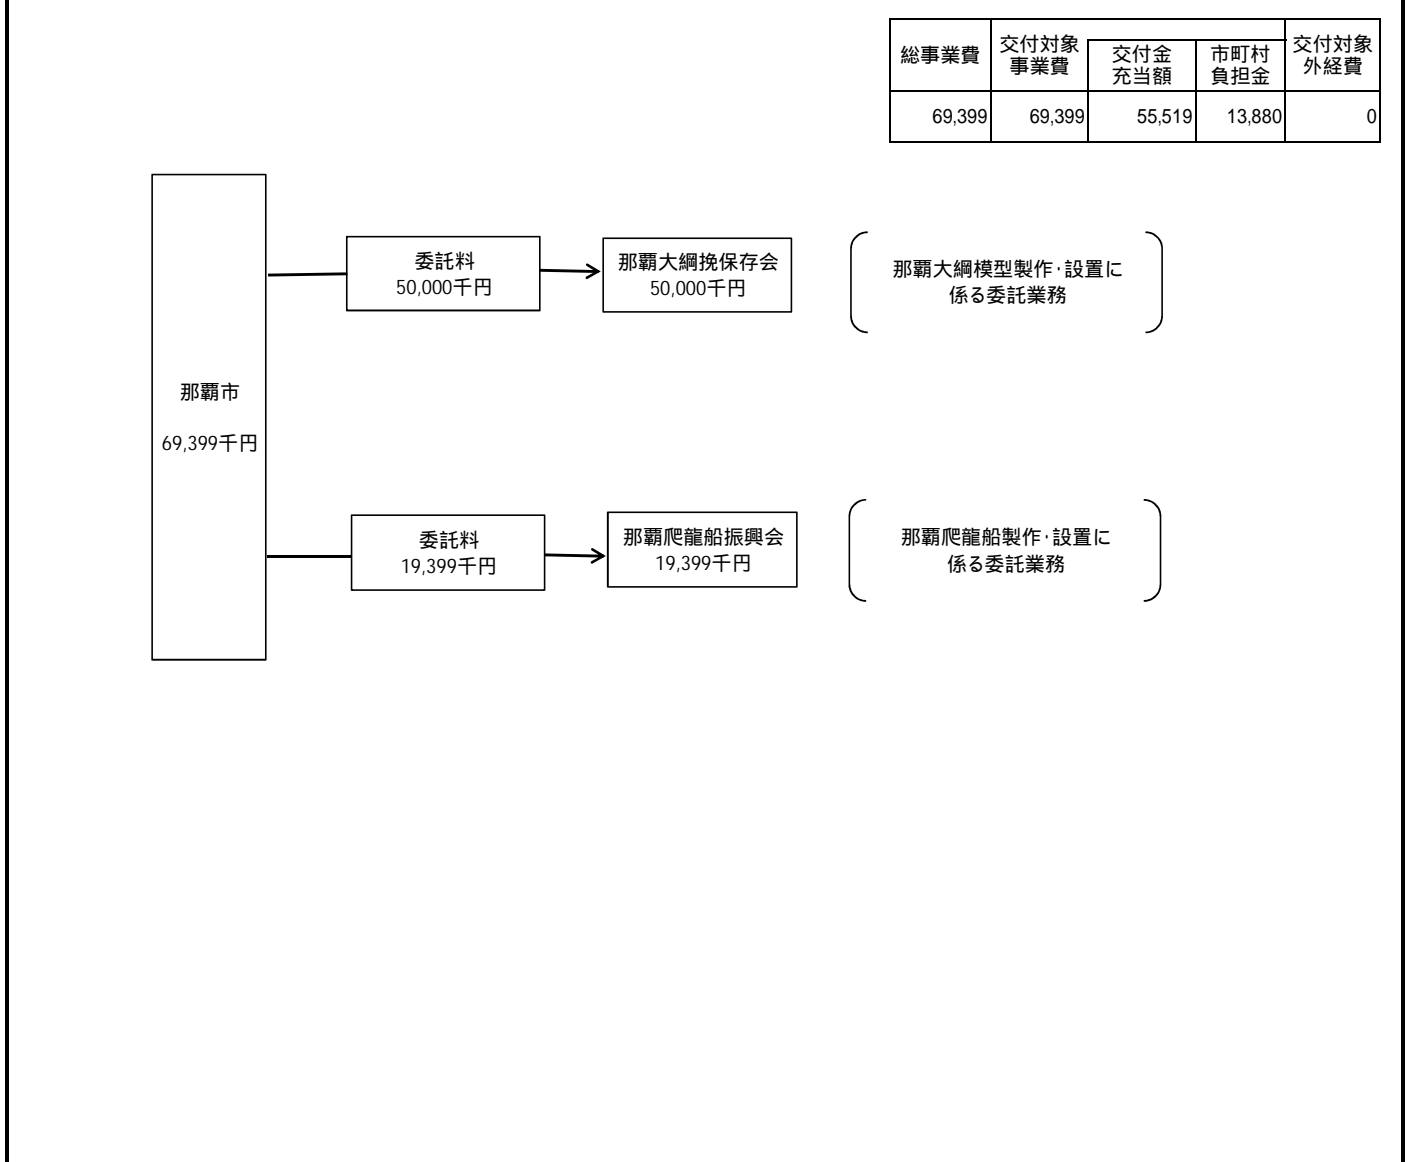 総事業費
交付対象
事業費
交付金
充当額
市町村
負担金
交付対象
外経費
69,399
69,399
55,519
13,880
0
那覇市
69,399千円
委託料
50,000千円
那覇大綱挽保存会
50,000千円
那覇大綱模型製作･設置に
係る委託業務
委託料
19,399千円
那覇爬龍船振興会
19,399千円
那覇爬龍船製作･設置に
係る委託業務